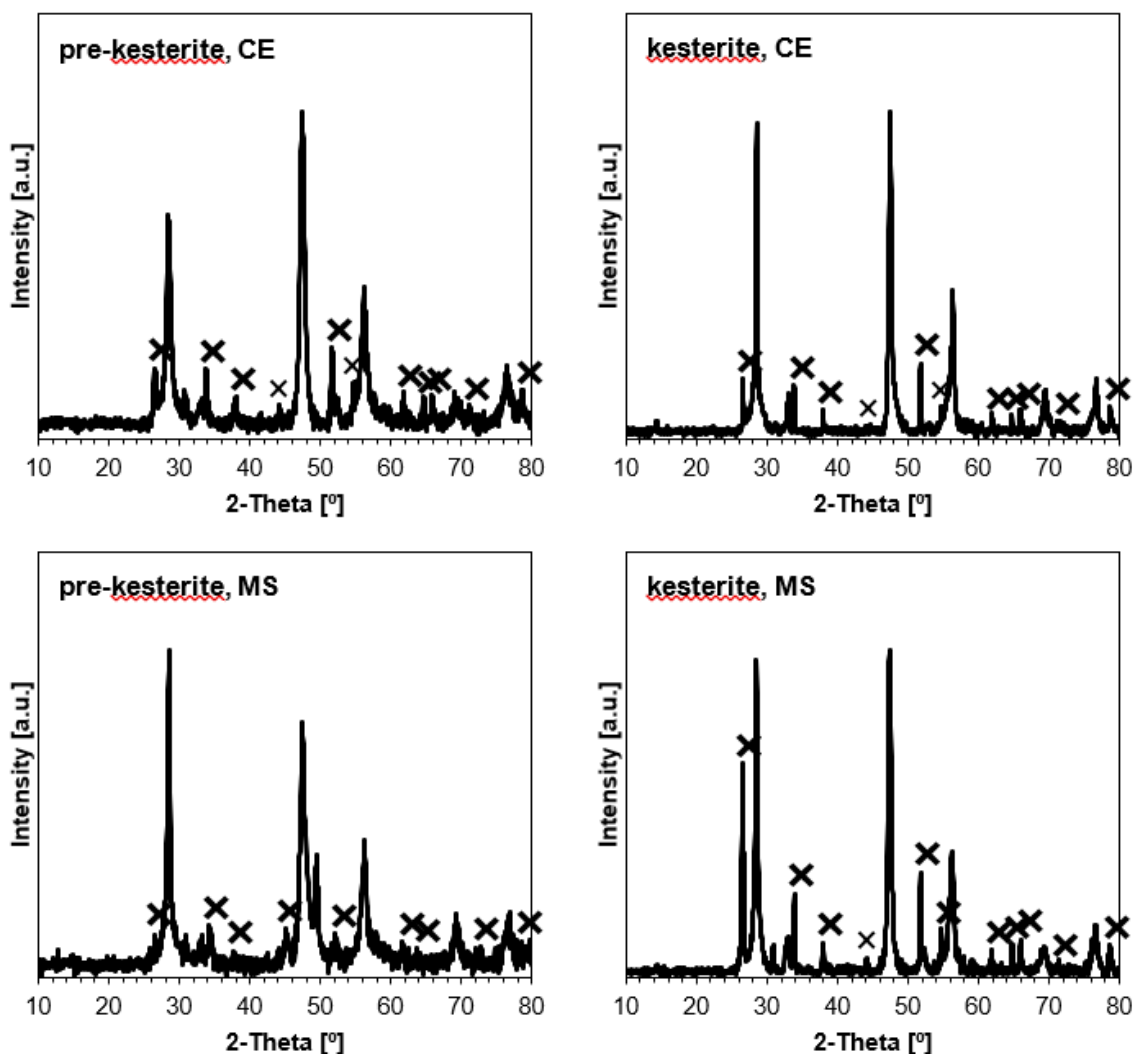 pre-kesterite, CE
Intensity [a.u.]
10 20 30 40 50 60 70 80
2-Theta [º]
kesterite, CE
Intensity [a.u.]
10 20 30 40 50 60 70 80
2-Theta [º]
pre-kesterite, MS
Intensity [a.u.]
10 20 30 40 50 60 70 80
2-Theta [º]
kesterite, MS
Intensity [a.u.]
10 20 30 40 50 60 70 80
2-Theta [º]